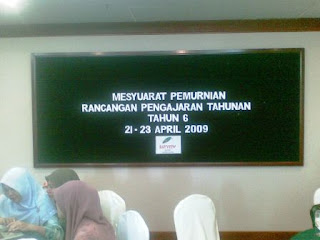 MESYUARAT PEMURNIAN
RANCANGAN PENGAJARAN TAHUNAN
TAHUN 6
21 - 23 APRIL 2009